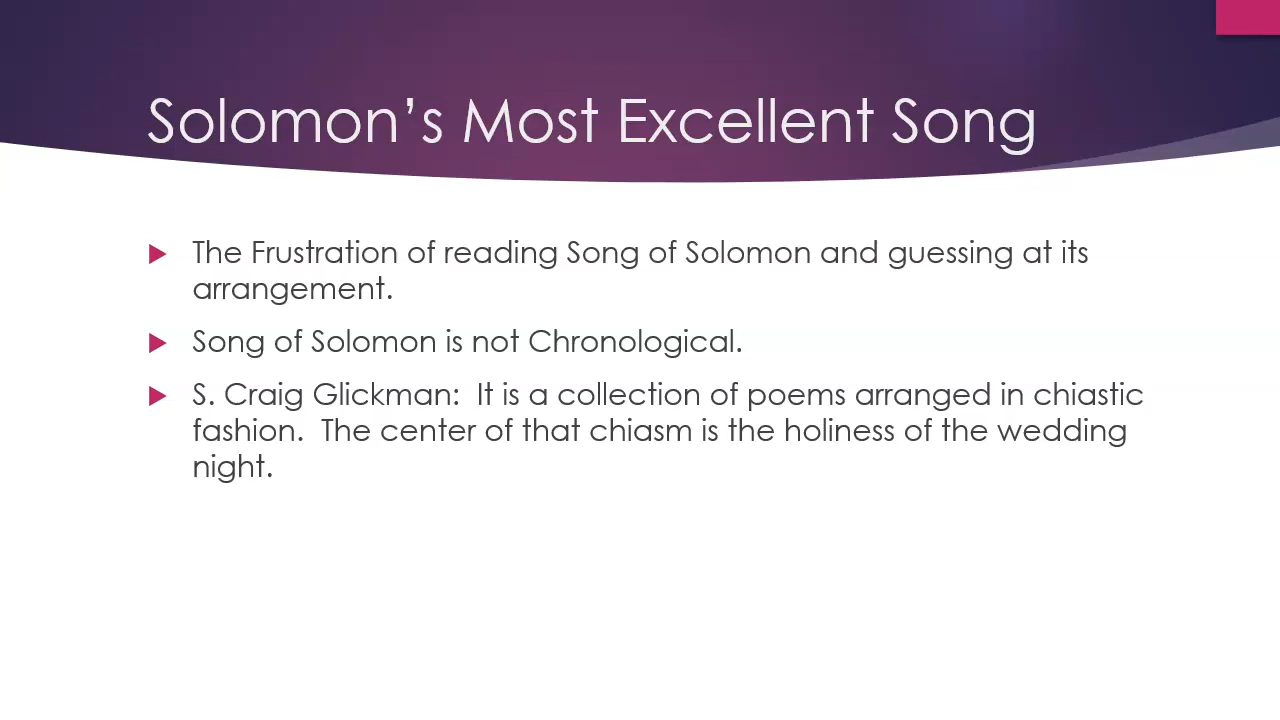 Solomon’s Most Excellent Song
The Frustration of reading Song of Solomon and guessing at its
arrangement.
Song of Solomon is not Chronological.
S. Craig Glickman:  It is a collection of poems arranged in chiastic
fashion.  The center of that chiasm is the holiness of the wedding
night.